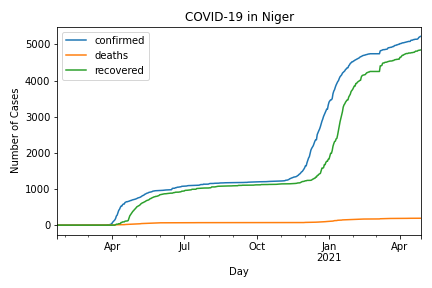 COVID-19 in Niger
confirmed
deaths
recovered
Number of Cases
5000
4000
3000
2000
1000
0
Apr Jul Oct Jan Apr
2021
Day